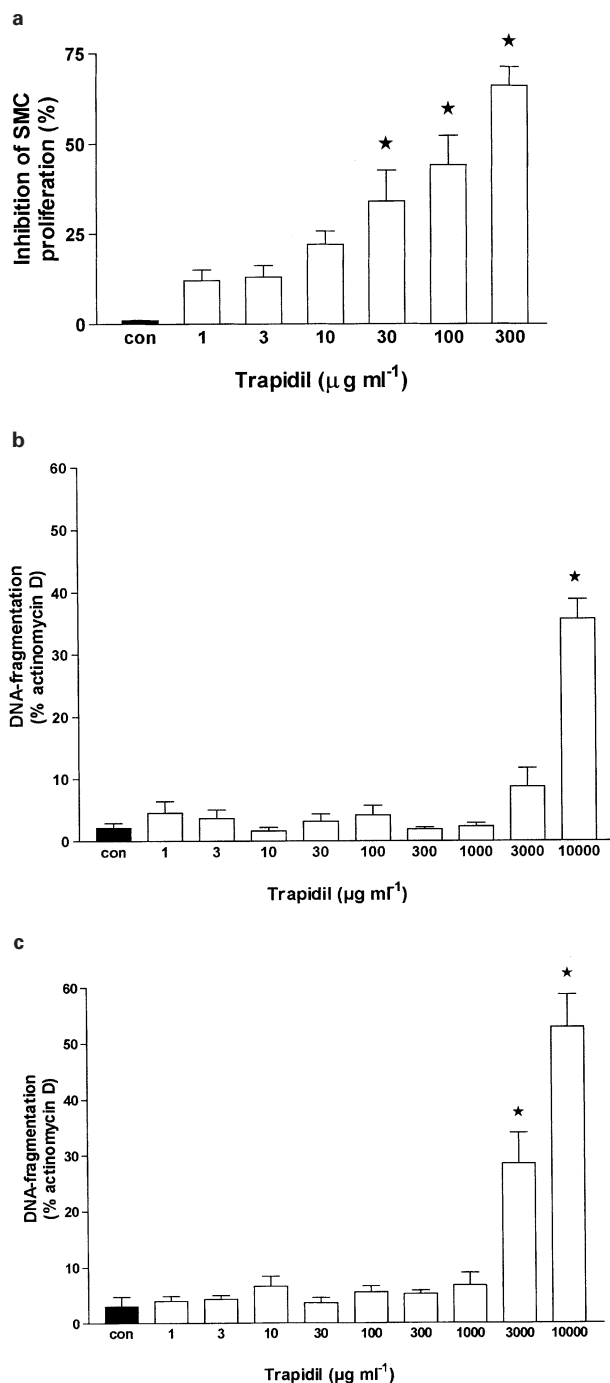 a
75
50
25
0
Inhibition of SMC
proliferation (%)
★
★
★
con 1 3 10 30 100 300
Trapidil (μ g ml⁻¹)
b
60
50
40
30
20
10
0
DNA-fragmentation
(% actinomycin D)
★
con 1 3 10 30 100 300 1000 3000 10000
Trapidil (μg ml⁻¹)
c
60
50
40
30
20
10
0
DNA-fragmentation
(% actinomycin D)
★
★
con 1 3 10 30 100 300 1000 3000 10000
Trapidil (μg ml⁻¹)